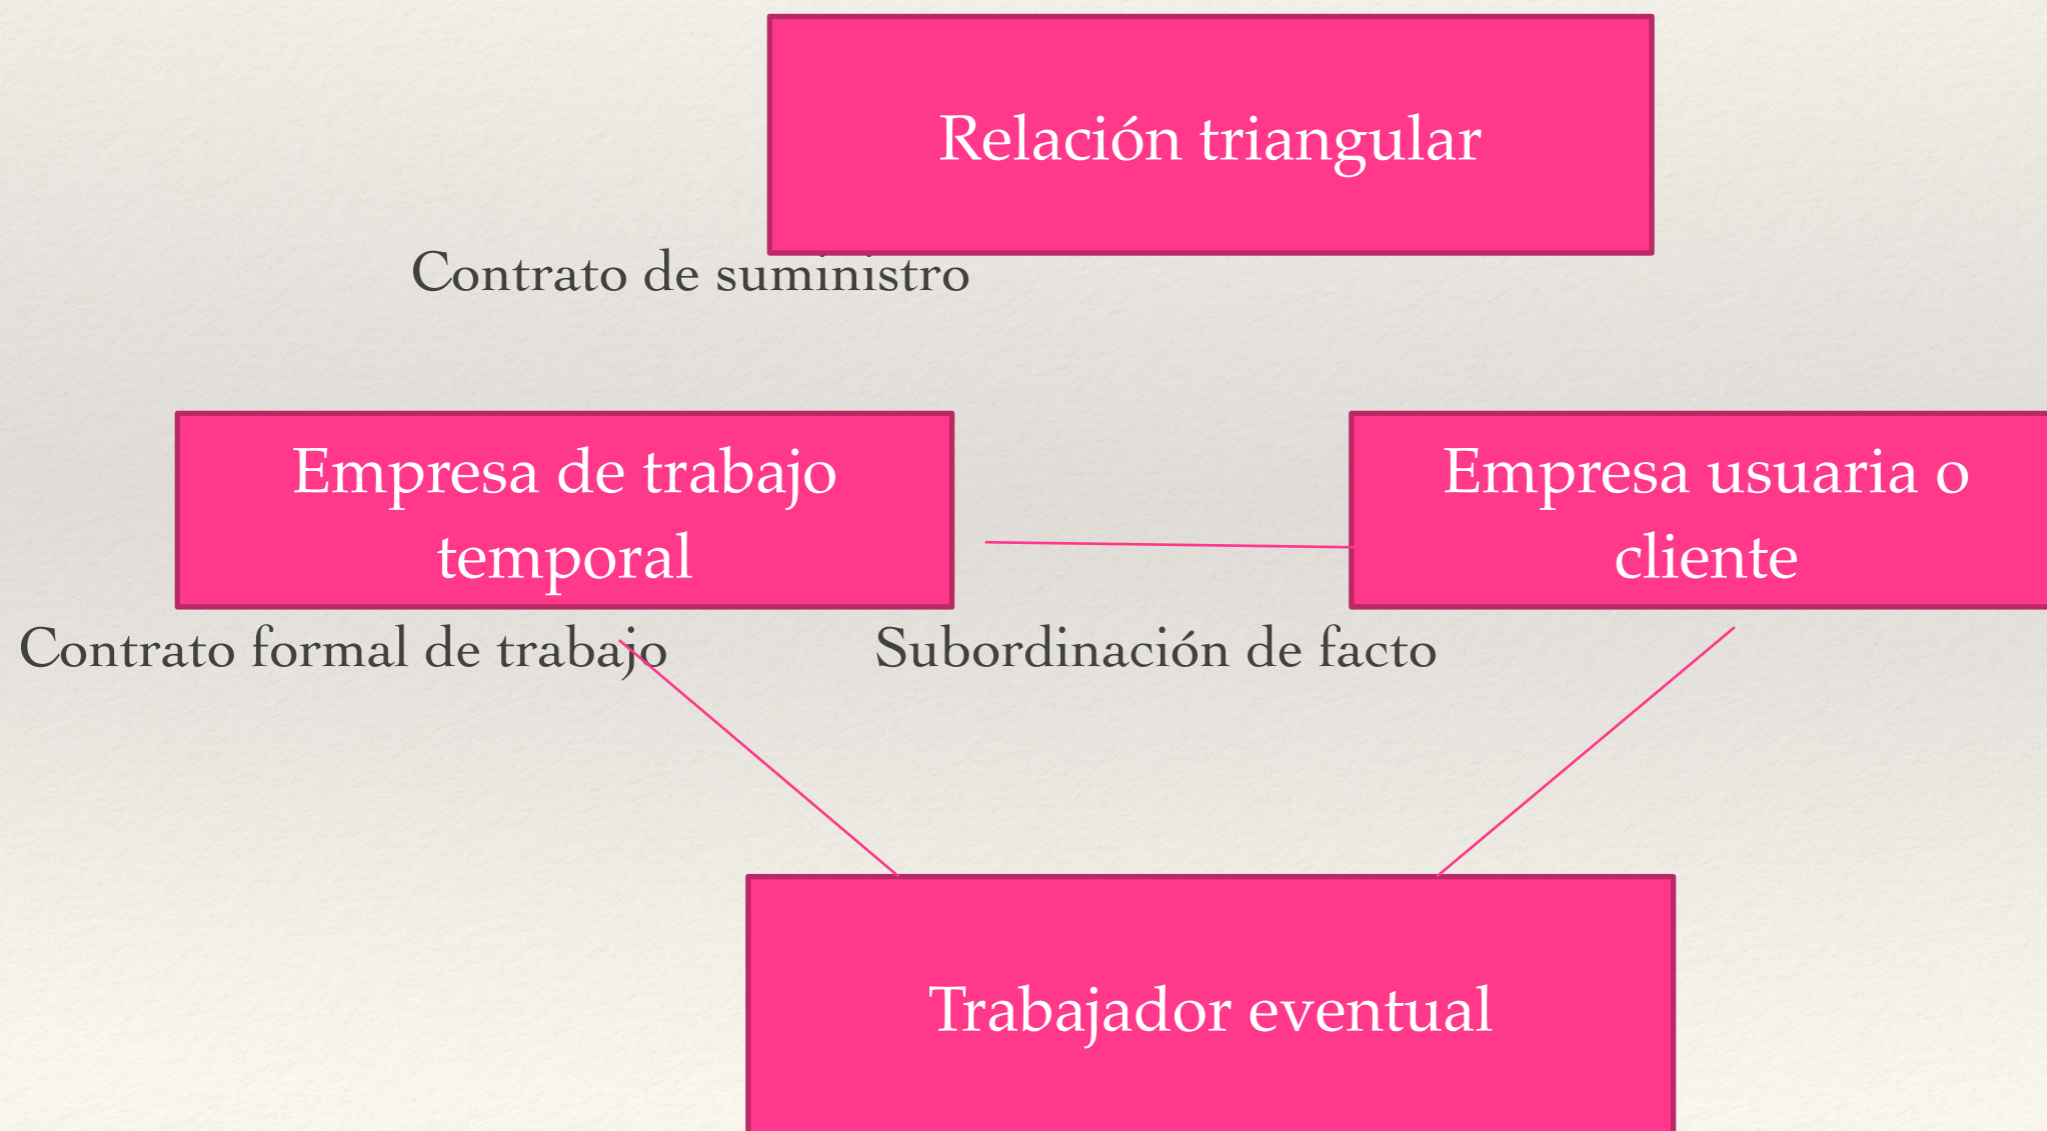 Relación triangular
Contrato de suministro
Empresa de trabajo
temporal
Empresa usuaria o
cliente
Contrato formal de trabajo
Subordinación de facto
Trabajador eventual